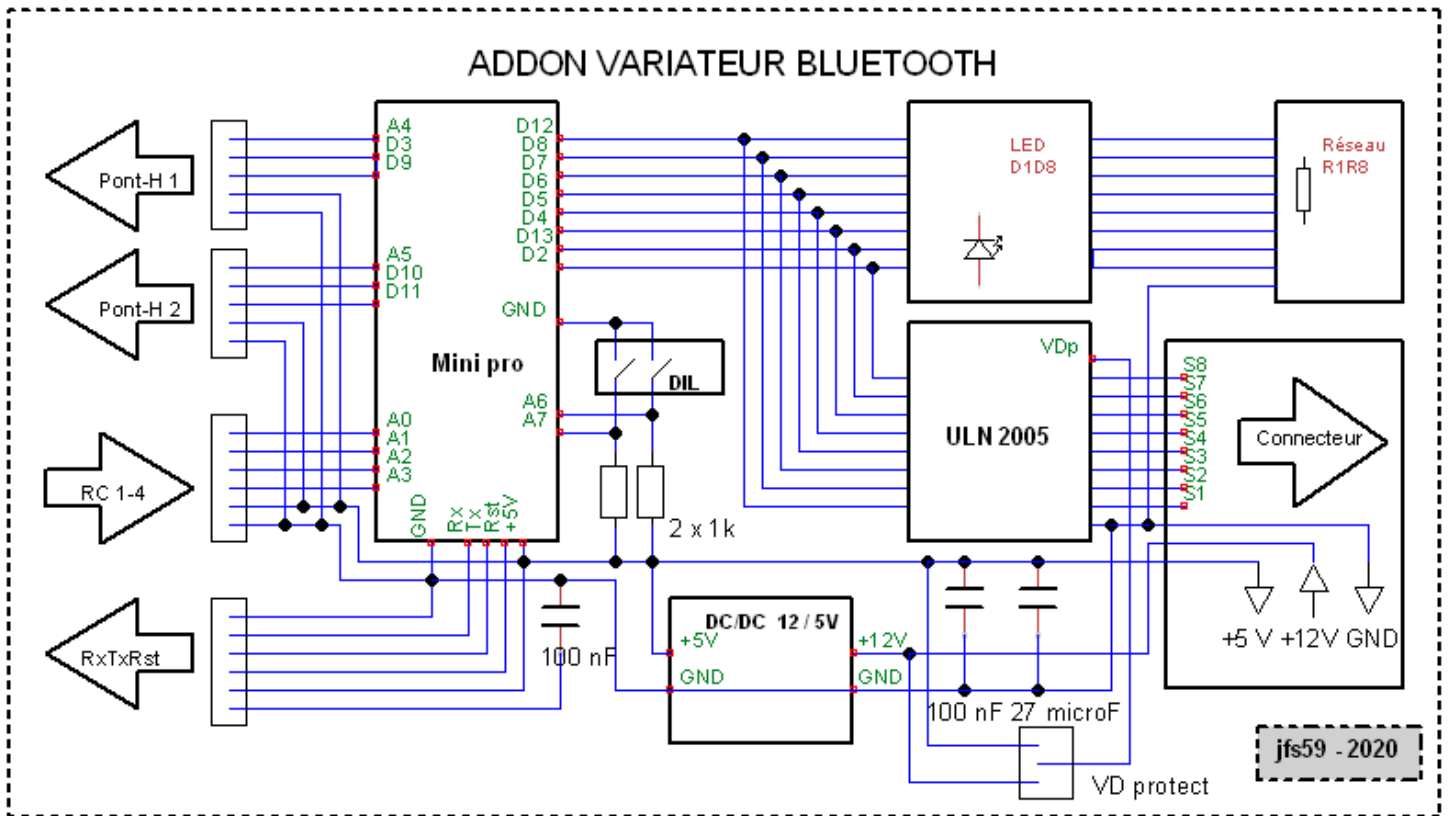 ADDON VARIATEUR BLUETOOTH
Pont-H 1
Pont-H 2
RC 1-4
RxTxRst
A4
D3
D9
A5
D10
D11
A0
A1
A2
A3
GND
Rx
Tx
Rst
+5V
Mini pro
D12
D8
D7
D6
D5
D4
D13
D2
GND
A6
A7
DIL
2 x 1k
100 nF
LED
D1D8
Réseau
R1R8
VDp
ULN 2005
S8
S7
S6
S5
S4
S3
S2
S1
Connecteur
+5 V +12V GND
DC/DC 12 / 5V
+5V
GND
+12V
GND
100 nF 27 microF
VD protect
jfs59 - 2020